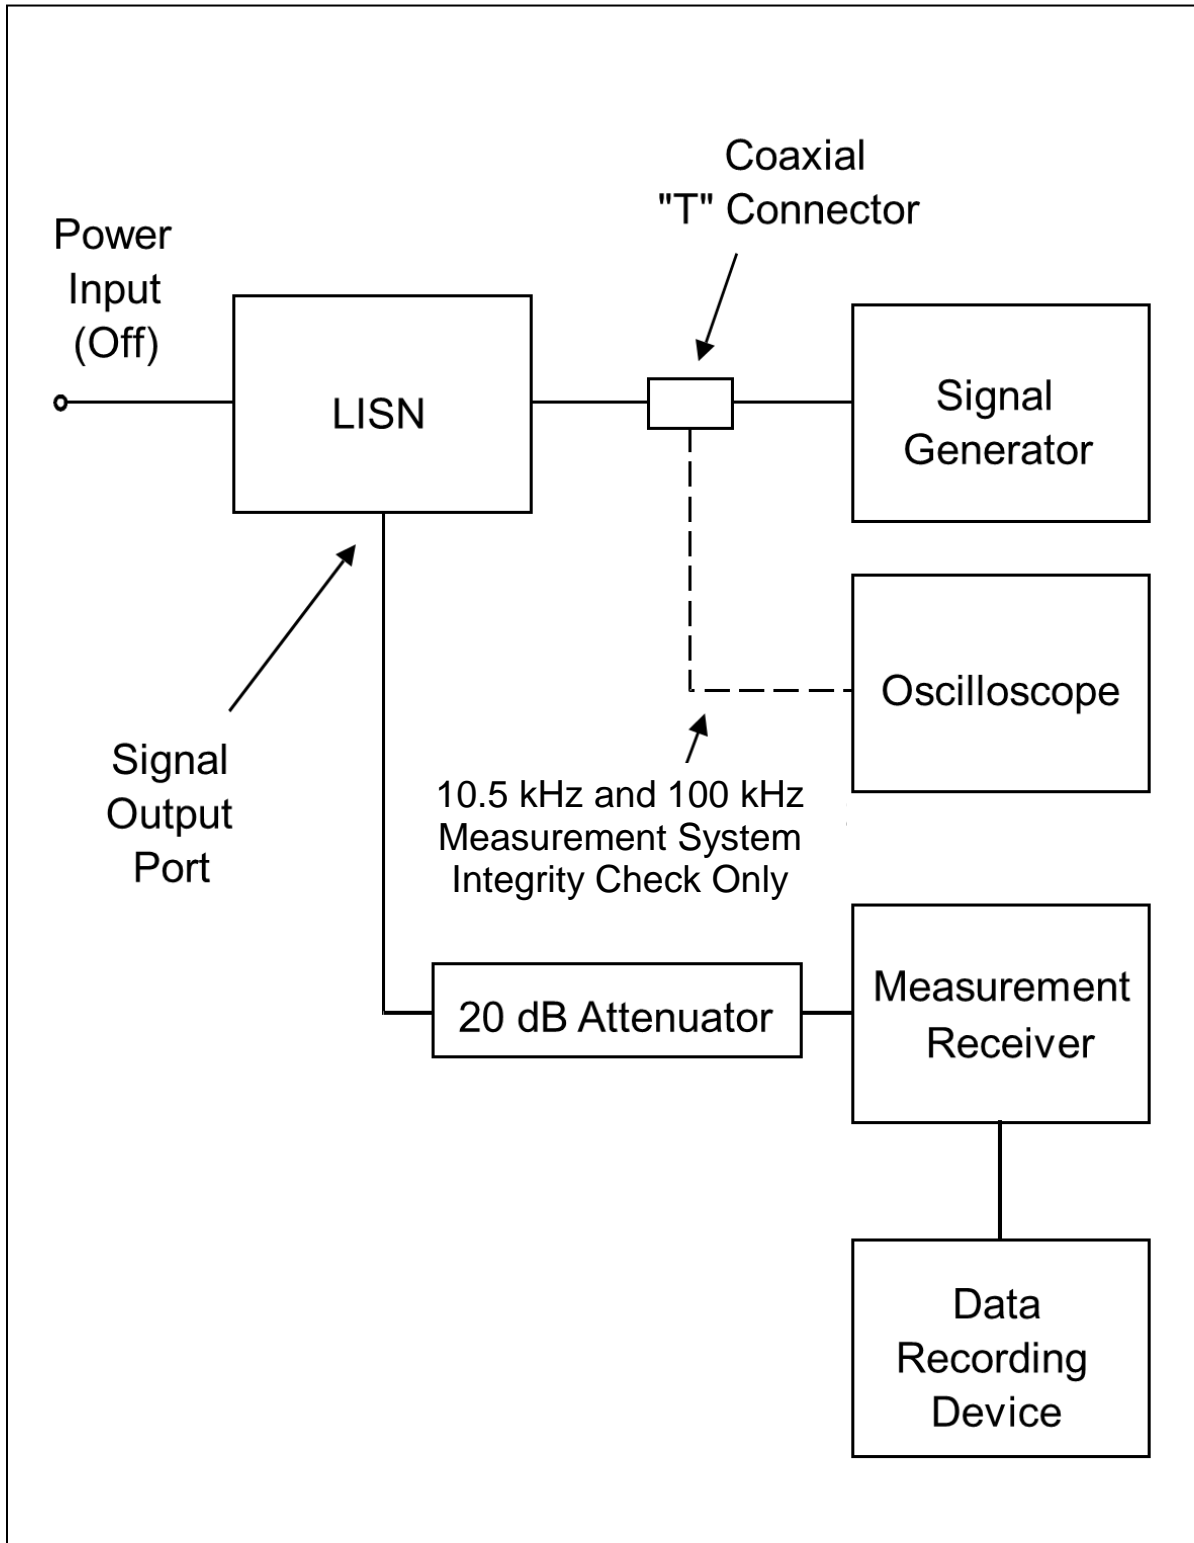 Coaxial
"T" Connector
Power
Input
(Off)
LISN
Signal
Generator
Oscilloscope
Signal
Output
Port
10.5 kHz and 100 kHz
Measurement System
Integrity Check Only
20 dB Attenuator
Measurement
Receiver
Data
Recording
Device